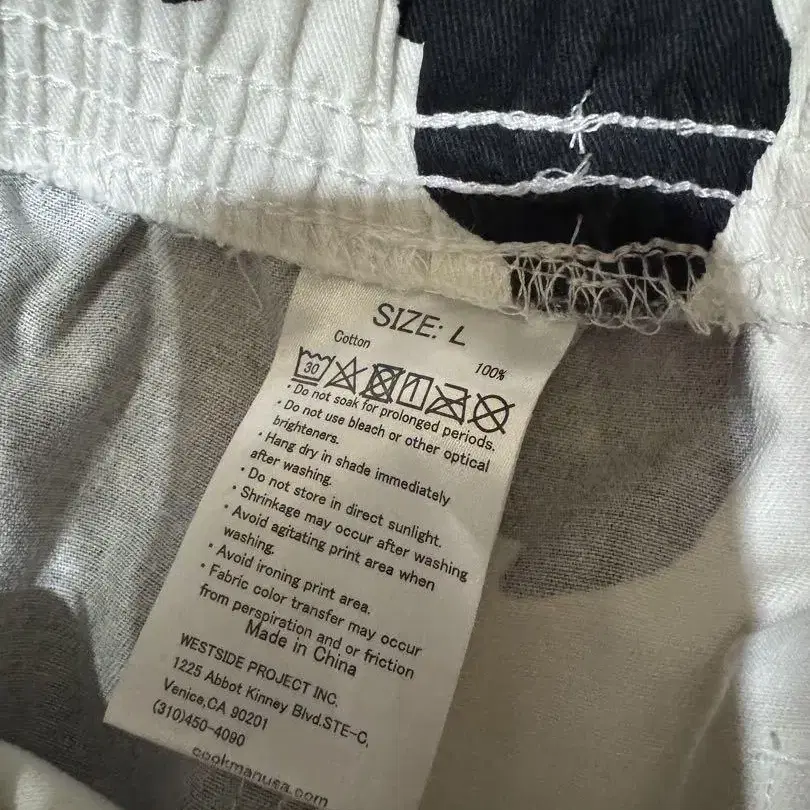 SIZE: L
Cotton 100%
30
• Do not soak for prolonged periods.
• Do not use bleach or other optical
brighteners.
• Hang dry in shade immediately
after washing.
• Do not store in direct sunlight.
• Shrinkage may occur after washing
• Avoid agitating print area when
washing.
• Avoid ironing print area.
• Fabric color transfer may occur
from perspiration and or friction
Made in China
WESTSIDE PROJECT INC.
1225 Abbot Kinney Blvd.STE-C,
Venice,CA 90201
(310)450-4090
cookmanusa.com